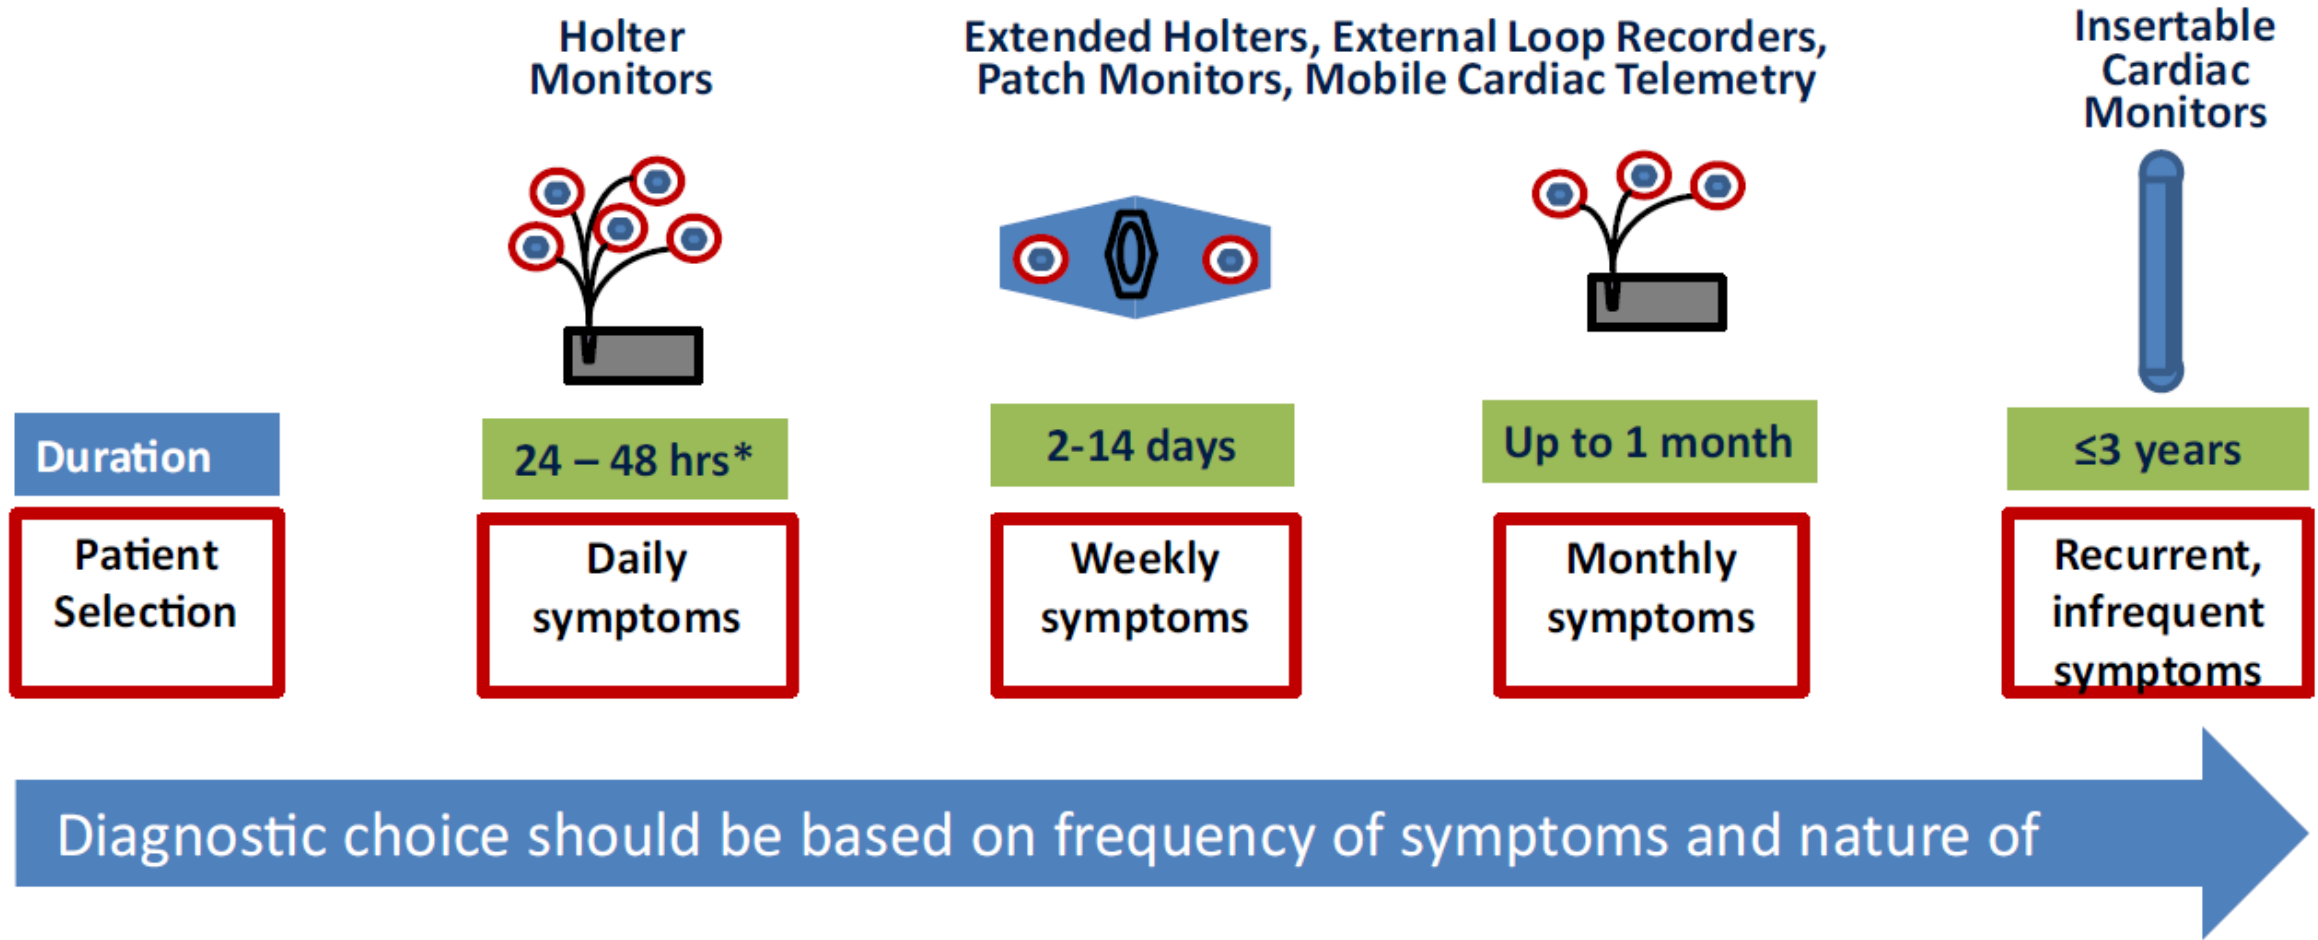 Holter
Monitors
Extended Holters, External Loop Recorders,
Patch Monitors, Mobile Cardiac Telemetry
Insertable
Cardiac
Monitors
Duration
24 – 48 hrs*
2-14 days
Up to 1 month
≤3 years
Patient
Selection
Daily
symptoms
Weekly
symptoms
Monthly
symptoms
Recurrent,
infrequent
symptoms
Diagnostic choice should be based on frequency of symptoms and nature of